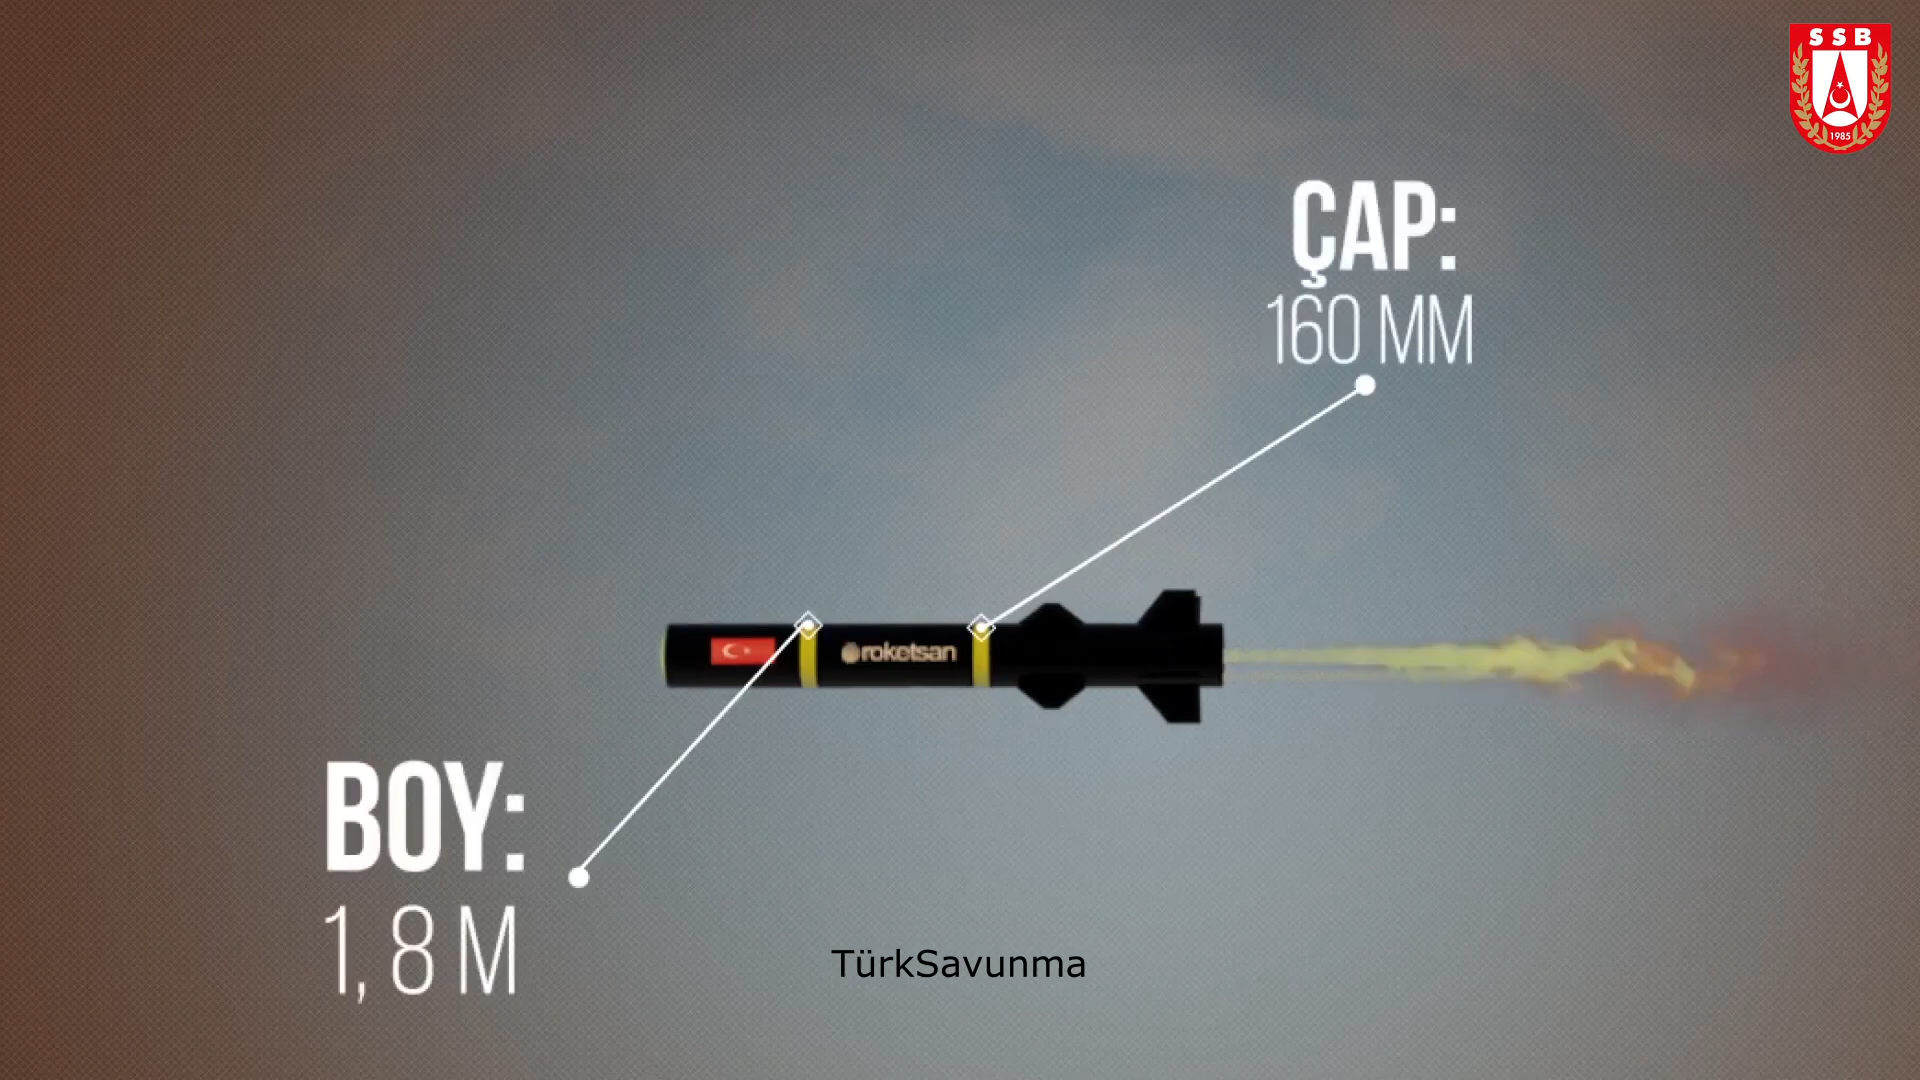 SSB
1985
ÇAP:
160 MM
roketsan
BOY:
1, 8 M
TürkSavunma